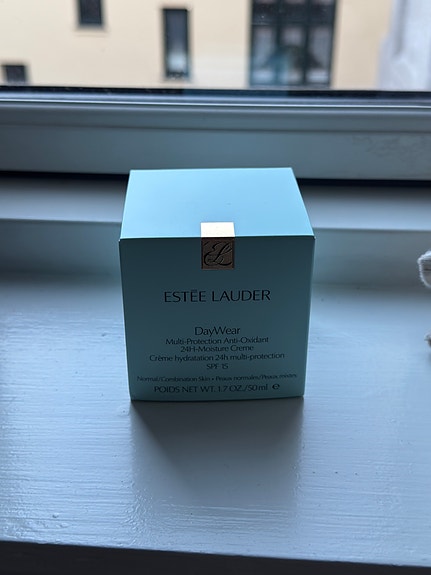 EL
ESTĒE LAUDER
DayWear
Multi-Protection Anti-Oxidant
24H-Moisture Creme
Crème hydratation 24h multi-protection
SPF 15
Normal/Combination Skin • Peaux normales/Peaux mixtes
POIDS NET WT. 1.7 OZ./50 ml ℮